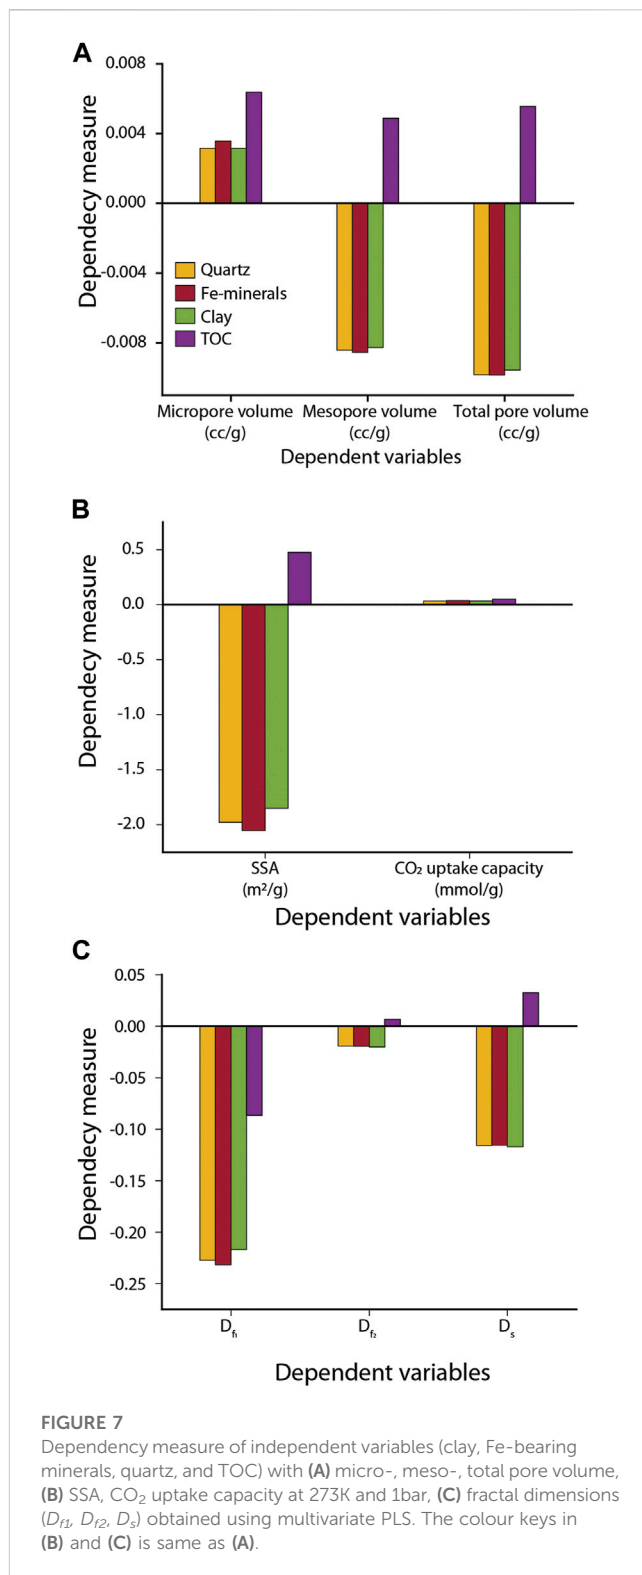 A
0.008
0.004
0.000
-0.004
-0.008
Dependecy measure
Quartz
Fe-minerals
Clay
TOC
Micropore volume Mesopore volume Total pore volume
(cc/g) (cc/g) (cc/g)
Dependent variables
B
0.5
0.0
-0.5
-1.0
-1.5
-2.0
Dependecy measure
SSA CO₂ uptake capacity
(m²/g) (mmol/g)
Dependent variables
C
0.05
0.00
-0.05
-0.10
-0.15
-0.20
-0.25
Dependecy measure
Df₁ Df₂ Ds
Dependent variables
FIGURE 7
Dependency measure of independent variables (clay, Fe-bearing
minerals, quartz, and TOC) with (A) micro-, meso-, total pore volume,
(B) SSA, CO₂ uptake capacity at 273K and 1bar, (C) fractal dimensions
(Df1, Df2, Ds) obtained using multivariate PLS. The colour keys in
(B) and (C) is same as (A).